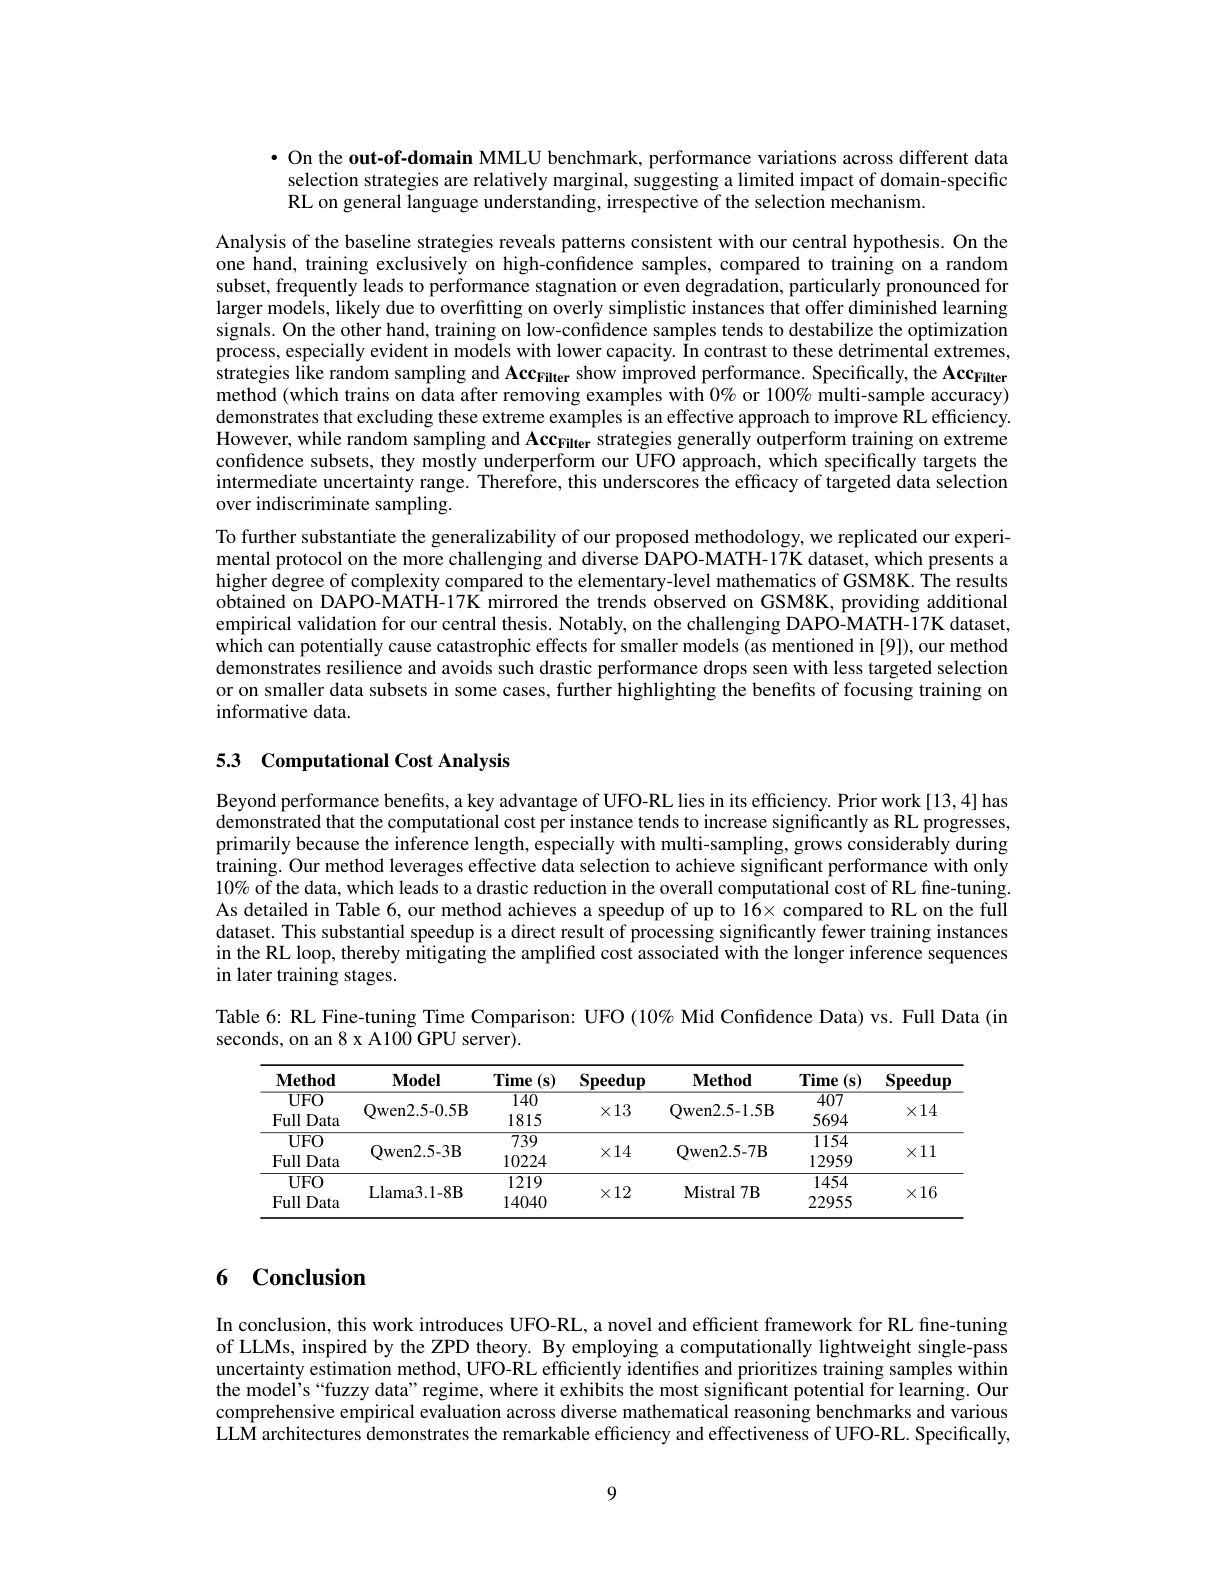 • On the out-of-domain MMLU benchmark, performance variations across different data
selection strategies are relatively marginal, suggesting a limited impact of domain-specific
RL on general language understanding, irrespective of the selection mechanism.
Analysis of the baseline strategies reveals patterns consistent with our central hypothesis. On the
one hand, training exclusively on high-confidence samples, compared to training on a random
subset, frequently leads to performance stagnation or even degradation, particularly pronounced for
larger models, likely due to overfitting on overly simplistic instances that offer diminished learning
signals. On the other hand, training on low-confidence samples tends to destabilize the optimization
process, especially evident in models with lower capacity. In contrast to these detrimental extremes,
strategies like random sampling and AccFilter show improved performance. Specifically, the AccFilter
method (which trains on data after removing examples with 0% or 100% multi-sample accuracy)
demonstrates that excluding these extreme examples is an effective approach to improve RL efficiency.
However, while random sampling and AccFilter strategies generally outperform training on extreme
confidence subsets, they mostly underperform our UFO approach, which specifically targets the
intermediate uncertainty range. Therefore, this underscores the efficacy of targeted data selection
over indiscriminate sampling.
To further substantiate the generalizability of our proposed methodology, we replicated our experi-
mental protocol on the more challenging and diverse DAPO-MATH-17K dataset, which presents a
higher degree of complexity compared to the elementary-level mathematics of GSM8K. The results
obtained on DAPO-MATH-17K mirrored the trends observed on GSM8K, providing additional
empirical validation for our central thesis. Notably, on the challenging DAPO-MATH-17K dataset,
which can potentially cause catastrophic effects for smaller models (as mentioned in [9]), our method
demonstrates resilience and avoids such drastic performance drops seen with less targeted selection
or on smaller data subsets in some cases, further highlighting the benefits of focusing training on
informative data.
5.3 Computational Cost Analysis
Beyond performance benefits, a key advantage of UFO-RL lies in its efficiency. Prior work [13, 4] has
demonstrated that the computational cost per instance tends to increase significantly as RL progresses,
primarily because the inference length, especially with multi-sampling, grows considerably during
training. Our method leverages effective data selection to achieve significant performance with only
10% of the data, which leads to a drastic reduction in the overall computational cost of RL fine-tuning.
As detailed in Table 6, our method achieves a speedup of up to 16× compared to RL on the full
dataset. This substantial speedup is a direct result of processing significantly fewer training instances
in the RL loop, thereby mitigating the amplified cost associated with the longer inference sequences
in later training stages.
Table 6: RL Fine-tuning Time Comparison: UFO (10% Mid Confidence Data) vs. Full Data (in
seconds, on an 8 x A100 GPU server).
Method Model Time (s) Speedup Method Time (s) Speedup
UFO 140 407
Qwen2.5-0.5B ×13 Qwen2.5-1.5B ×14
Full Data 1815 5694
UFO 739 1154
Qwen2.5-3B ×14 Qwen2.5-7B ×11
Full Data 10224 12959
UFO 1219 1454
Llama3.1-8B ×12 Mistral 7B ×16
Full Data 14040 22955
6 Conclusion
In conclusion, this work introduces UFO-RL, a novel and efficient framework for RL fine-tuning
of LLMs, inspired by the ZPD theory. By employing a computationally lightweight single-pass
uncertainty estimation method, UFO-RL efficiently identifies and prioritizes training samples within
the model's “fuzzy data” regime, where it exhibits the most significant potential for learning. Our
comprehensive empirical evaluation across diverse mathematical reasoning benchmarks and various
LLM architectures demonstrates the remarkable efficiency and effectiveness of UFO-RL. Specifically,
9